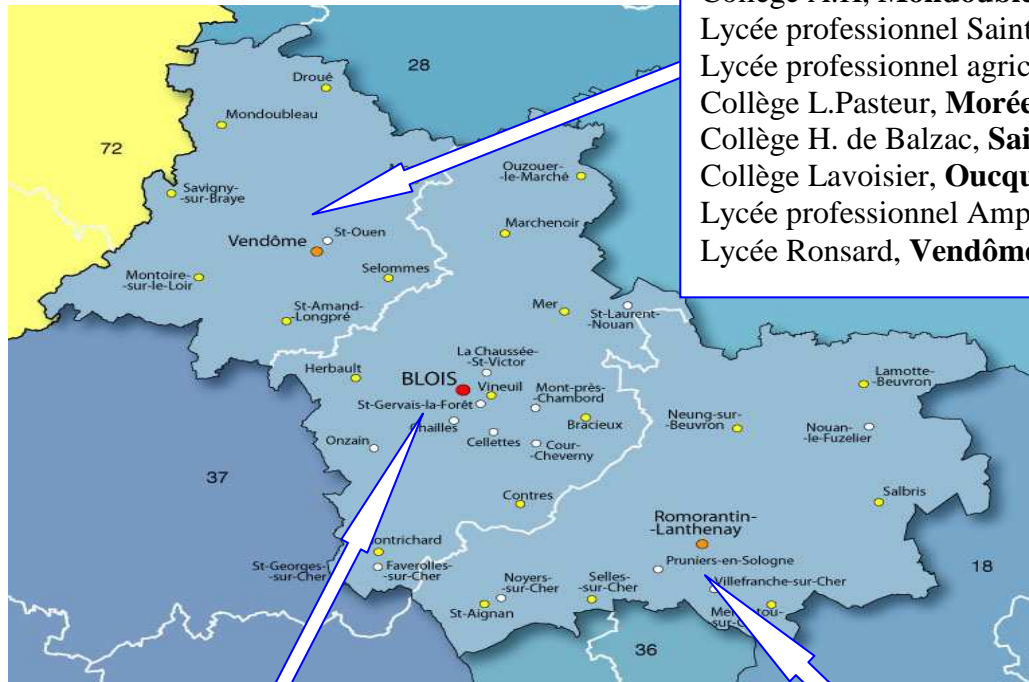 Lycée professionnel Saint
Lycée professionnel agric
Collège L.Pasteur, Morée
Collège H. de Balzac, Sai
Collège Lavoisier, Oucqu
Lycée professionnel Amp
Lycée Ronsard, Vendôme
28
72
37
36
18
Droué
Mondoubleau
Savigny-
-sur-Braye
Ouzouer-
-le-Marché
Marchenoir
Vendôme
St-Ouen
Montoire-
-sur-le-Loir
Selommes
St-Amand-
-Longpré
Mer
St-Laurent-
-Nouan
Herbault
La Chaussée-
-St-Victor
BLOIS
Vineuil
St-Gervais-la-Forêt
Mont-près-
-Chambord
Bracieux
Cellettes
Cour-
-Cheverny
Onzain
Contres
Lamotte-
-Beuvron
Neung-sur-
-Beuvron
Nouan-
-le-Fuzelier
Salbris
Romorantin-
-Lanthenay
Pruniers-en-Sologne
Villefranche-sur-Cher
St-Georges-
-sur-Cher
Faverolles-
-sur-Cher
Noyers-
-sur-Cher
St-Aignan
Selles-
-sur-Cher